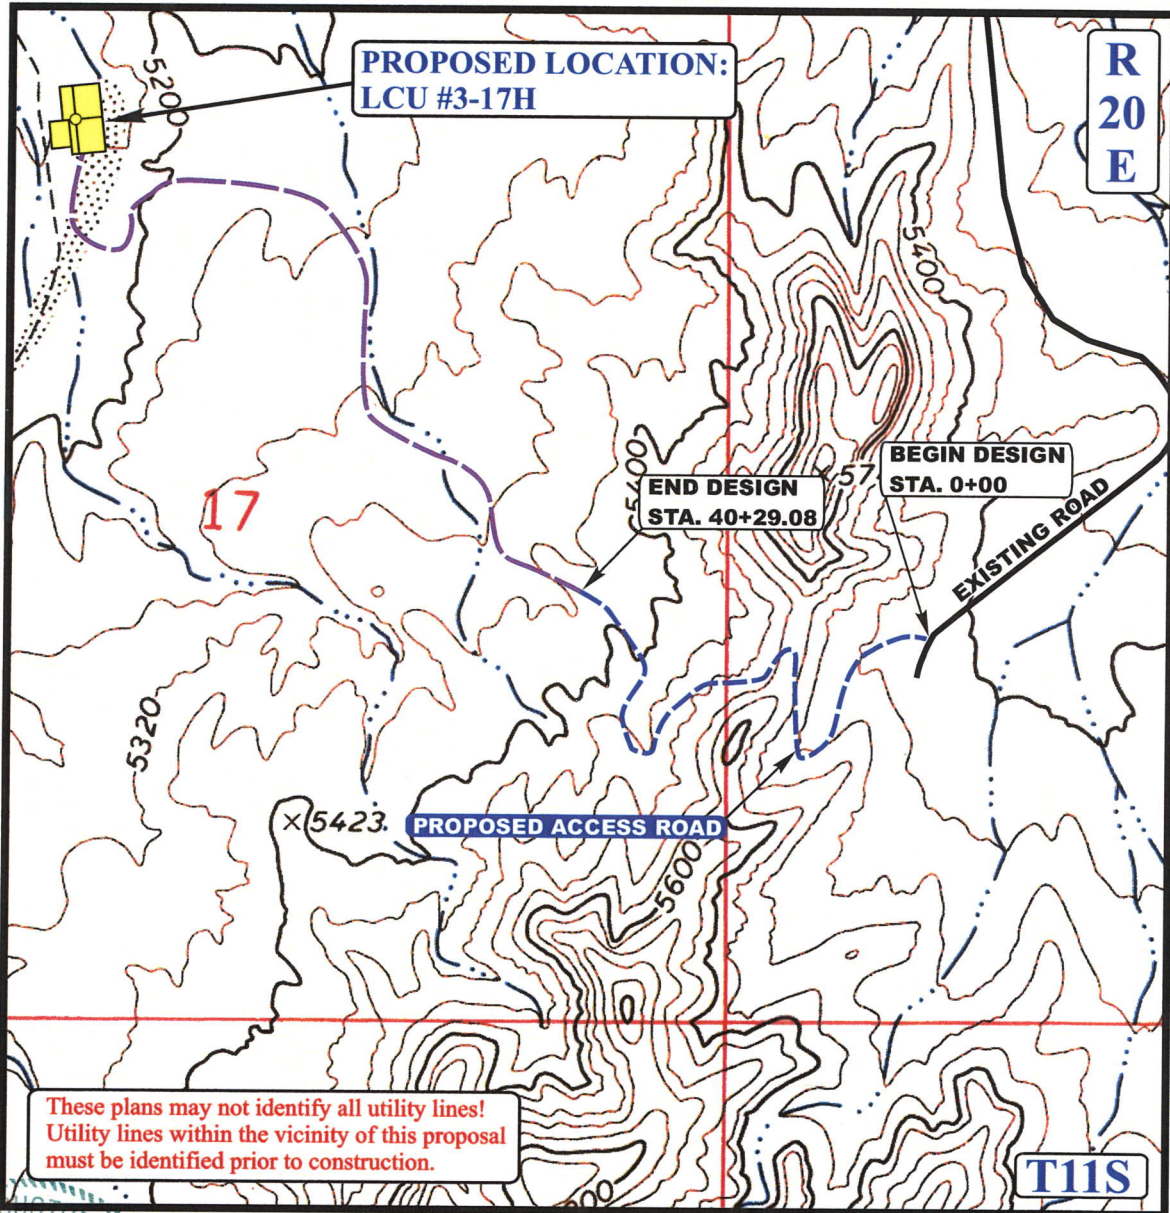 PROPOSED LOCATION:
LCU #3-17H
R
20
E
5200
5400
5400
57
BEGIN DESIGN
STA. 0+00
END DESIGN
STA. 40+29.08
17
EXISTING ROAD
5320
×5423
PROPOSED ACCESS ROAD
5600
These plans may not identify all utility lines!
Utility lines within the vicinity of this proposal
must be identified prior to construction.
T11S